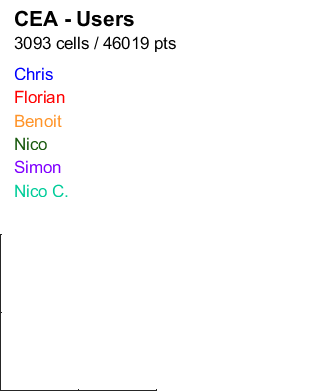 CEA - Users
3093 cells / 46019 pts
Chris
Florian
Benoit
Nico
Simon
Nico C.